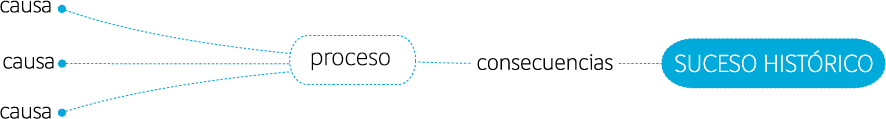 causa
causa
causa
proceso
consecuencias
SUCESO HISTÓRICO